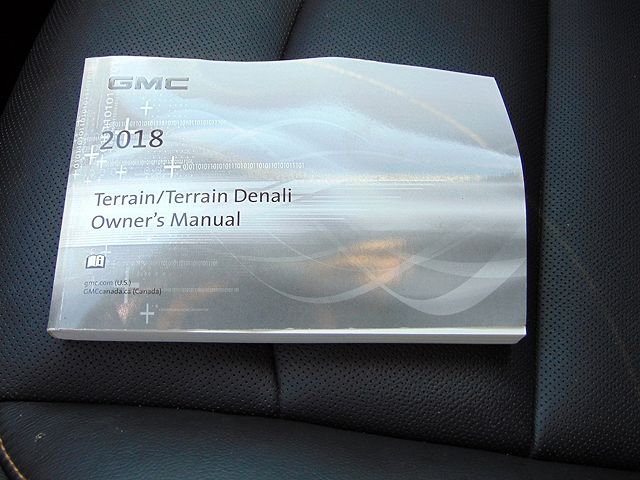 GMC
2018
Terrain/Terrain Denali
Owner's Manual
gmc.com (U.S.)
GMCcanada.ca (Canada)